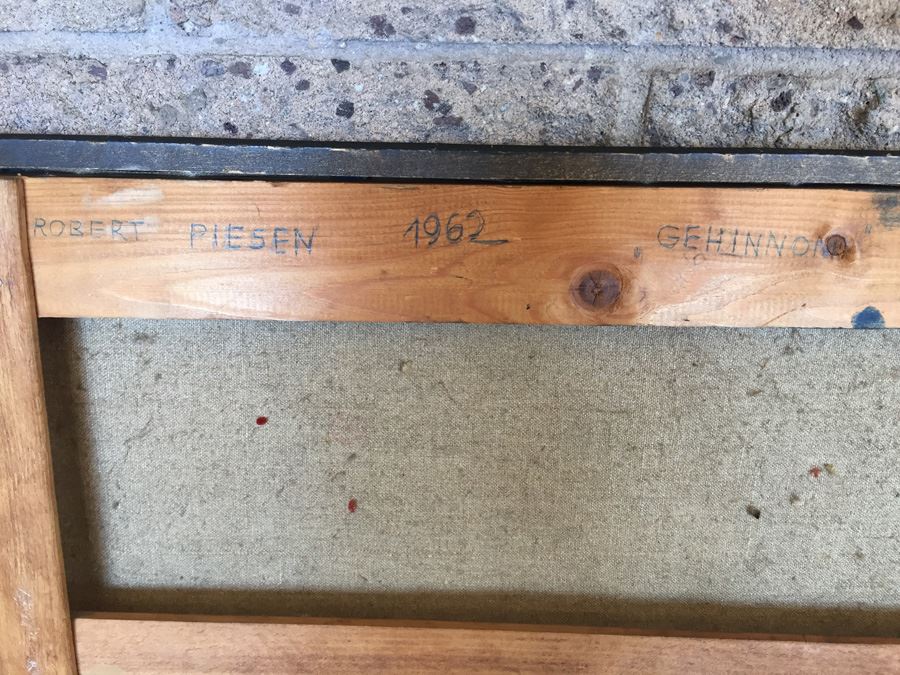 ROBERT PIESEN 1962 „GEHINNOM"